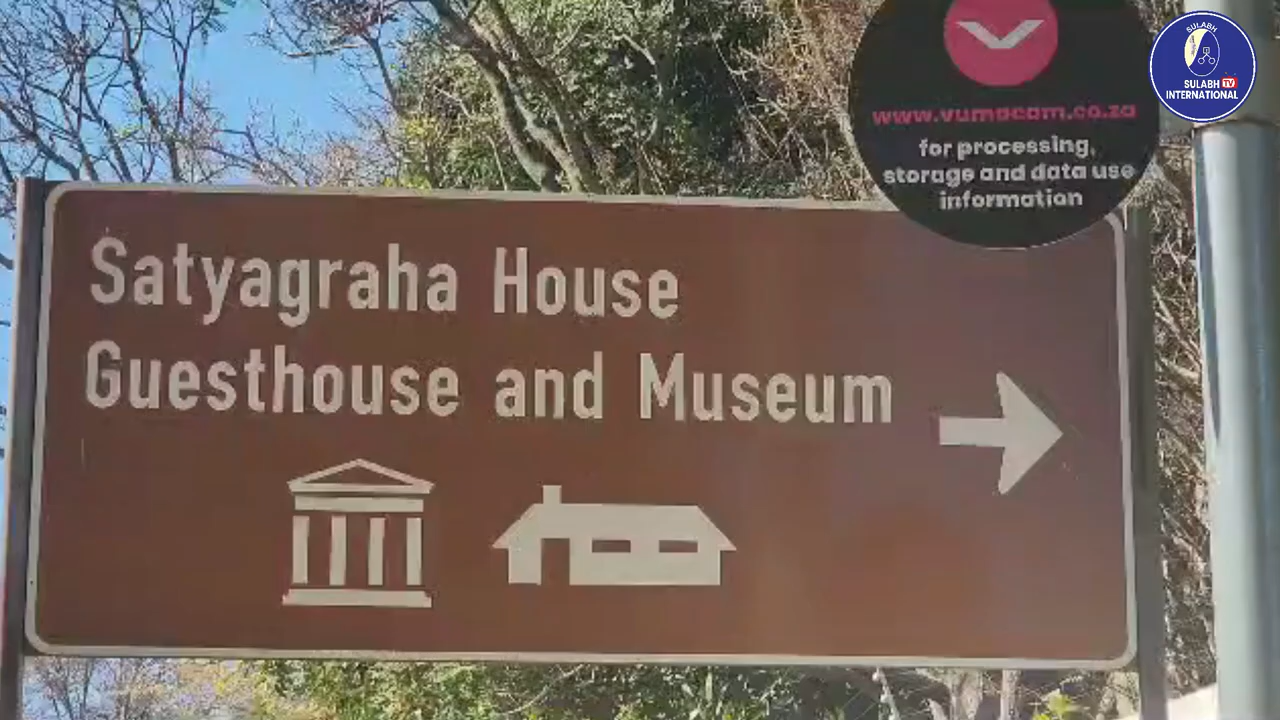 SULABH
SULABH TV
INTERNATIONAL
www.vumacam.co.za
for processing,
storage and data use
information
Satyagraha House
Guesthouse and Museum